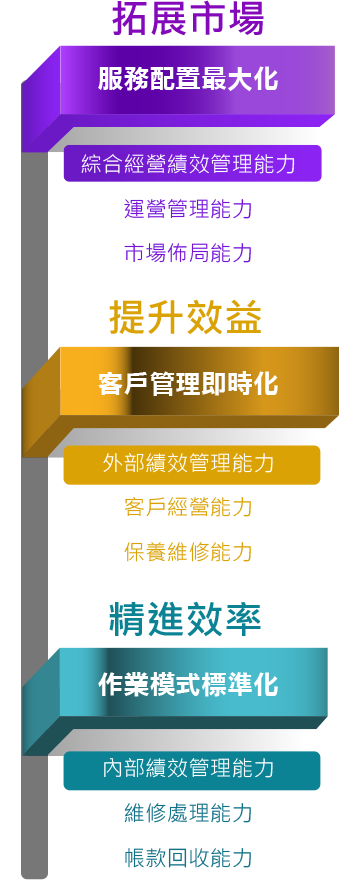 拓展市場
服務配置最大化
綜合經營績效管理能力
運營管理能力
市場佈局能力
提升效益
客戶管理即時化
外部績效管理能力
客戶經營能力
保養維修能力
精進效率
作業模式標準化
內部績效管理能力
維修處理能力
帳款回收能力